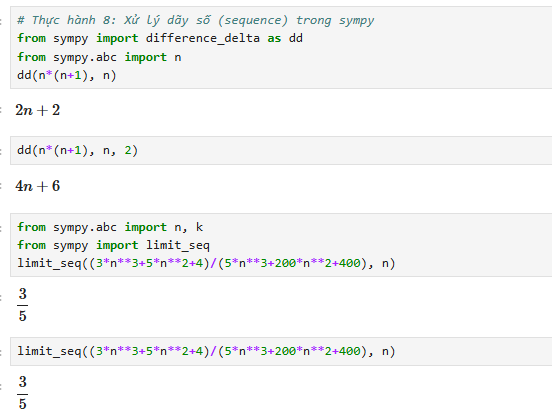 # Thực hành 8: Xử lý dãy số (sequence) trong sympy
from sympy import difference_delta as dd
from sympy.abc import n
dd(n*(n+1), n)
2n + 2
dd(n*(n+1), n, 2)
4n + 6
from sympy.abc import n, k
from sympy import limit_seq
limit_seq((3*n**3+5*n**2+4)/(5*n**3+200*n**2+400), n)
3
5
limit_seq((3*n**3+5*n**2+4)/(5*n**3+200*n**2+400), n)
3
5